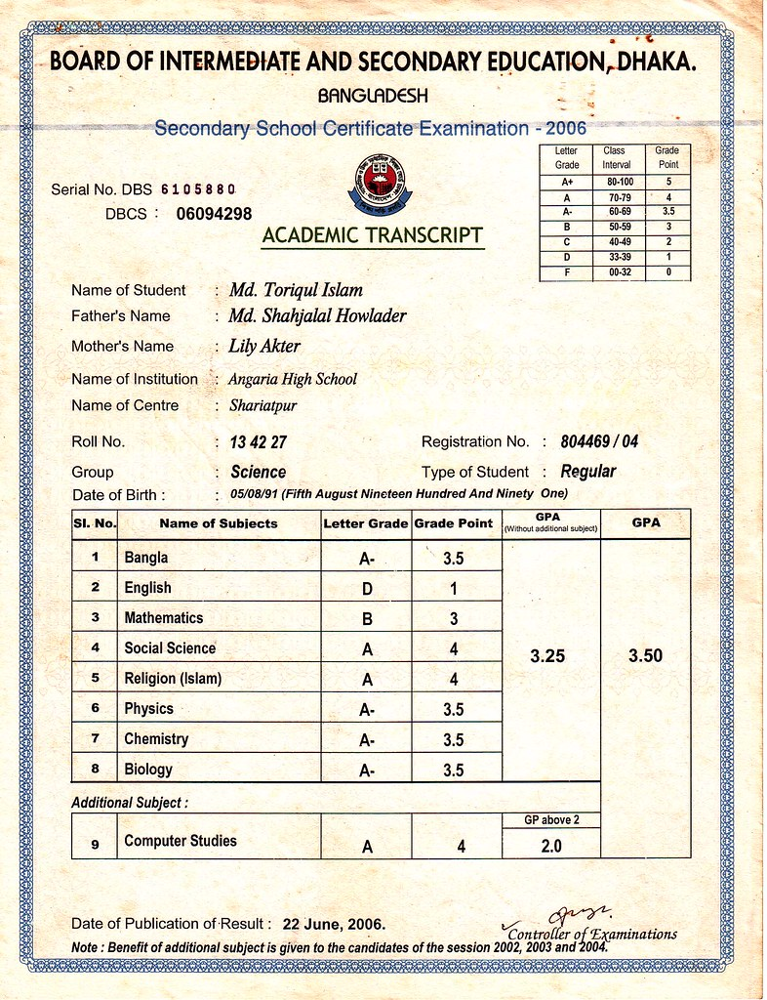 BOARD OF INTERMEDIATE AND SECONDARY EDUCATION, DHAKA.
BANGLADESH
Secondary School Certificate Examination - 2006
Letter Grade Class Interval Grade Point
A+ 80-100 5
A 70-79 4
A- 60-69 3.5
B 50-59 3
C 40-49 2
D 33-39 1
F 00-32 0
Serial No. DBS 6105880
DBCS : 06094298
ACADEMIC TRANSCRIPT
Name of Student : Md. Toriqul Islam
Father's Name : Md. Shahjalal Howlader
Mother's Name : Lily Akter
Name of Institution : Angaria High School
Name of Centre : Shariatpur
Roll No. : 13 42 27 Registration No. : 804469 / 04
Group : Science Type of Student : Regular
Date of Birth : : 05/08/91 (Fifth August Nineteen Hundred And Ninety One)
Sl. No. Name of Subjects Letter Grade Grade Point GPA (Without additional subject) GPA
1 Bangla A- 3.5
2 English D 1
3 Mathematics B 3
4 Social Science A 4 3.25 3.50
5 Religion (Islam) A 4
6 Physics A- 3.5
7 Chemistry A- 3.5
8 Biology A- 3.5
Additional Subject :
GP above 2
9 Computer Studies A 4 2.0
Date of Publication of Result : 22 June, 2006.
Controller of Examinations
Note : Benefit of additional subject is given to the candidates of the session 2002, 2003 and 2004.